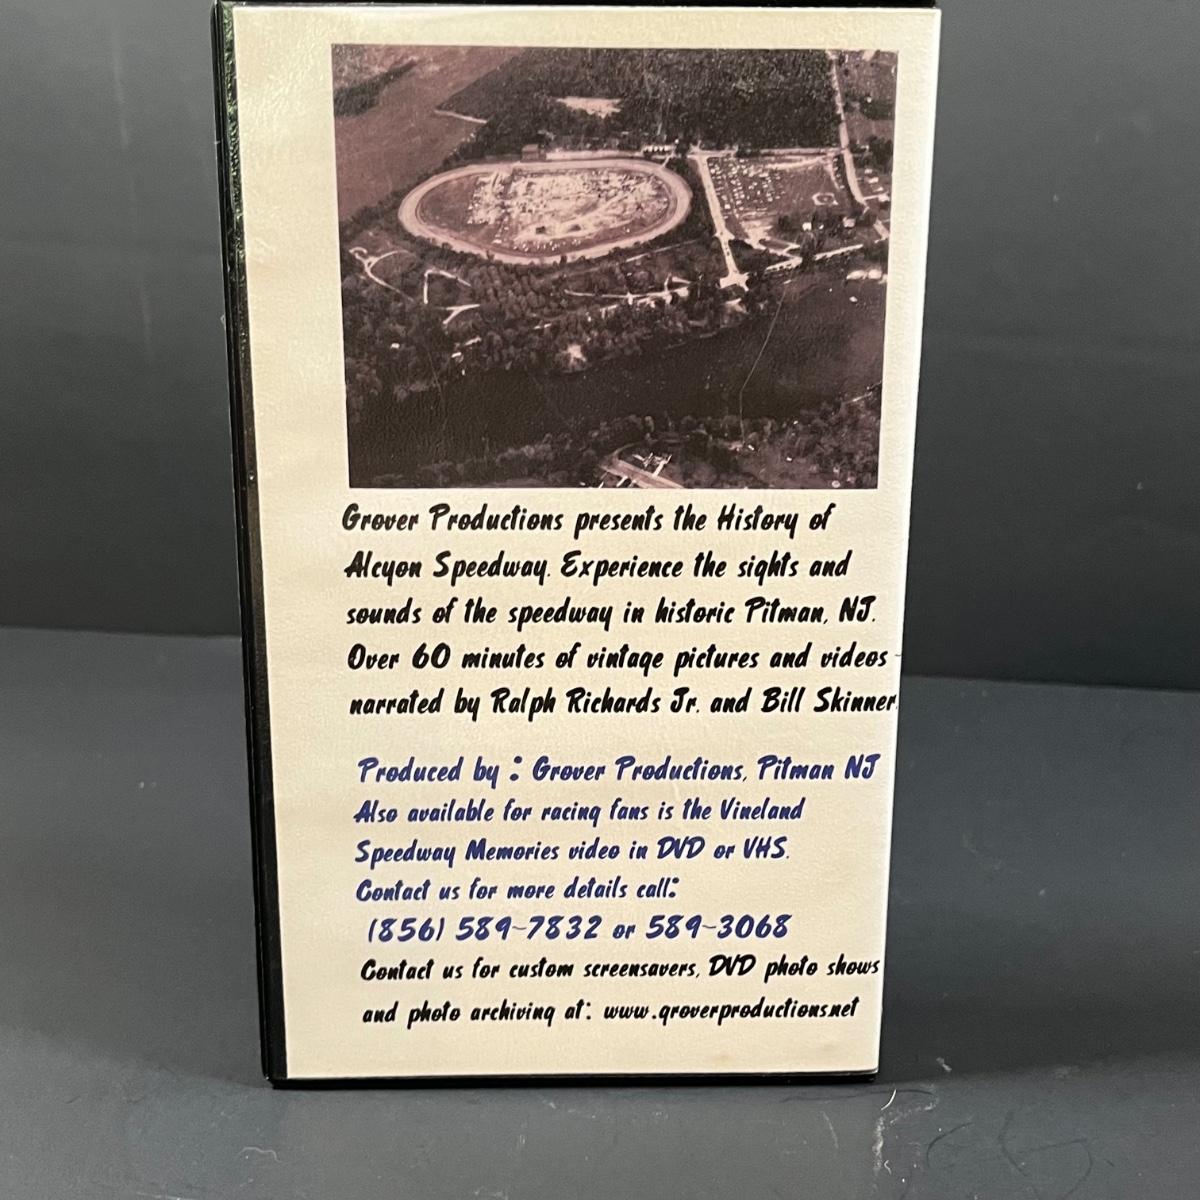 Grover Productions presents the History of
Alcyon Speedway. Experience the sights and
sounds of the speedway in historic Pitman, NJ.
Over 60 minutes of vintage pictures and videos -
narrated by Ralph Richards Jr. and Bill Skinner.
Produced by : Grover Productions, Pitman NJ
Also available for racing fans is the Vineland
Speedway Memories video in DVD or VHS.
Contact us for more details call:
(856) 589-7832 or 589-3068
Contact us for custom screensavers, DVD photo shows
and photo archiving at: www.groverproductions.net